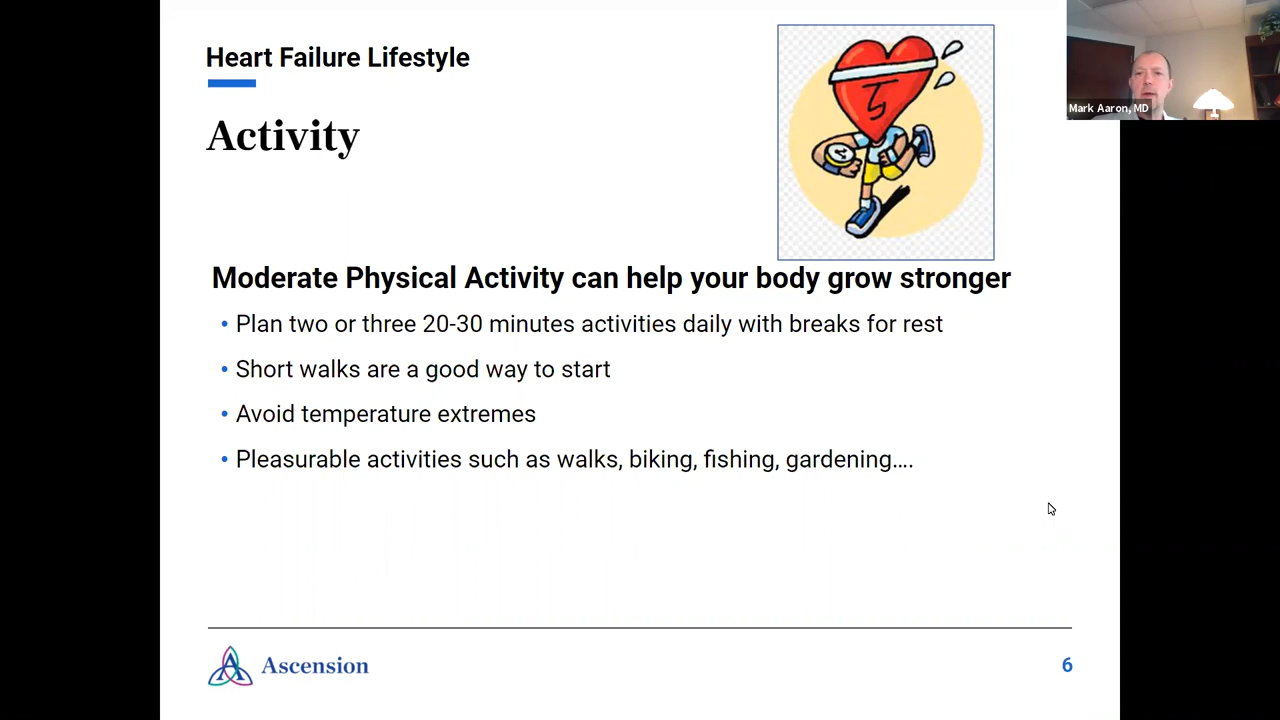 Heart Failure Lifestyle
Activity
Mark Aaron, MD
Moderate Physical Activity can help your body grow stronger
• Plan two or three 20-30 minutes activities daily with breaks for rest
• Short walks are a good way to start
• Avoid temperature extremes
• Pleasurable activities such as walks, biking, fishing, gardening....
Ascension
6